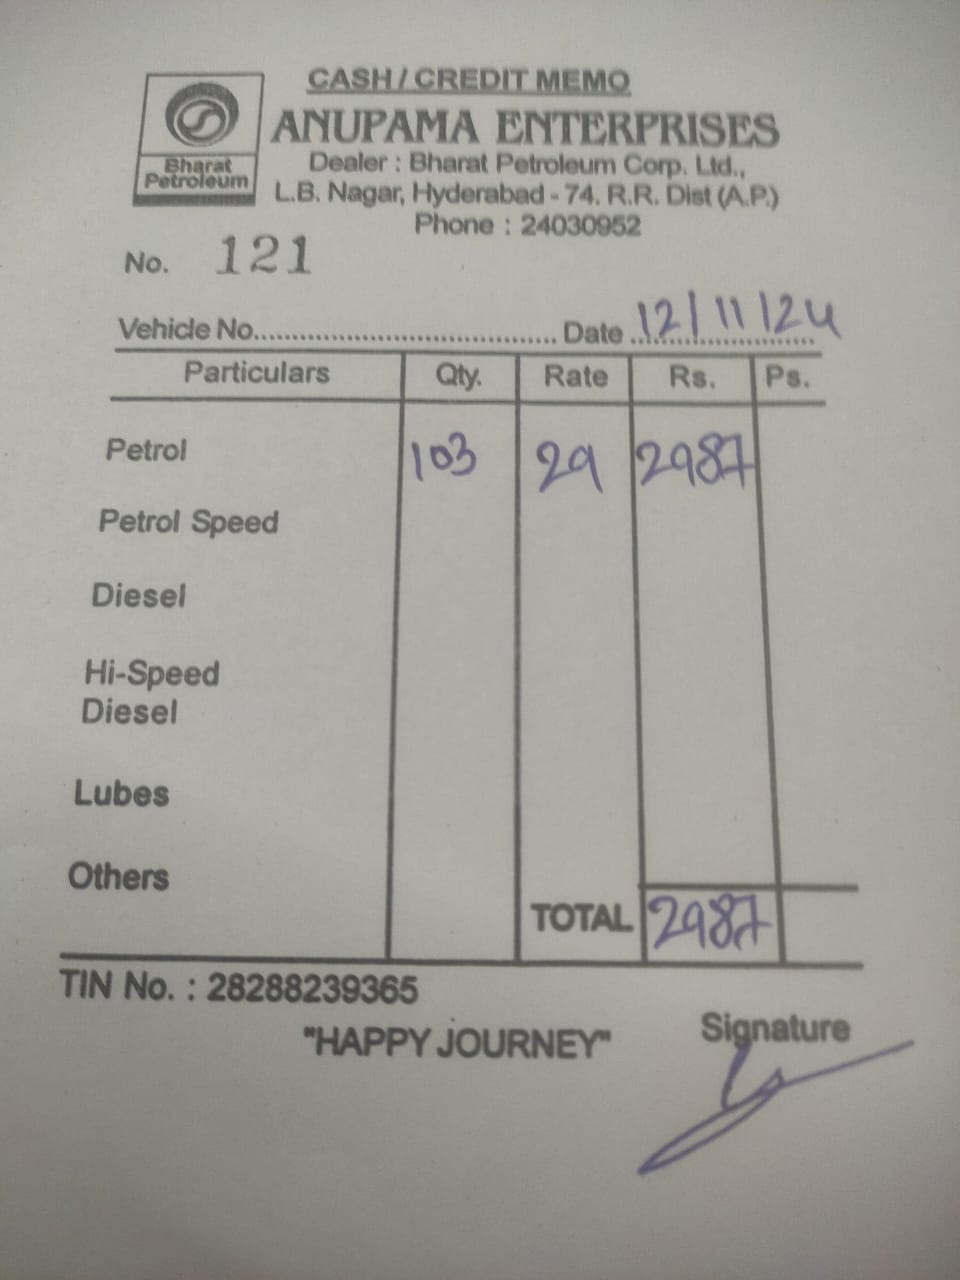 CASH / CREDIT MEMO
ANUPAMA ENTERPRISES
Bharat
Petroleum
Dealer : Bharat Petroleum Corp. Ltd.,
L.B. Nagar, Hyderabad - 74. R.R. Dist (A.P.)
Phone : 24030952
No. 121
Vehicle No.................................... Date 12/11/24
Particulars Qty. Rate Rs. Ps.
Petrol 103 29 2987
Petrol Speed
Diesel
Hi-Speed
Diesel
Lubes
Others
TOTAL 2987
TIN No. : 28288239365
"HAPPY JOURNEY"
Signature